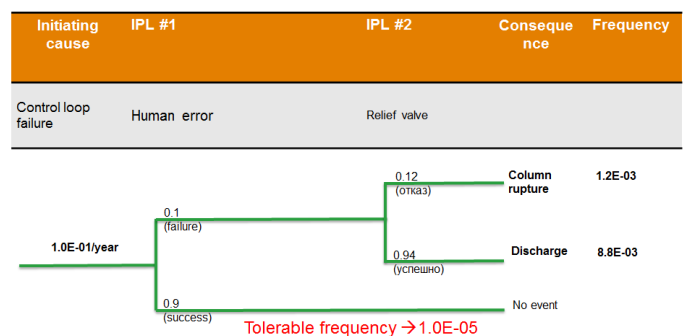 Initiating cause IPL #1 IPL #2 Conseque nce Frequency
Control loop failure Human error Relief valve
0.12
(отказ)
Column rupture
1.2E-03
0.1
(failure)
1.0E-01/year
0.94
(успешно)
Discharge
8.8E-03
0.9
(success)
No event
Tolerable frequency →1.0E-05